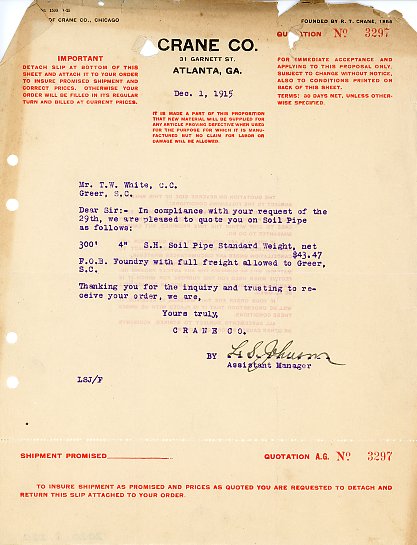 OF CRANE CO., CHICAGO
FOUNDED BY R. T. CRANE, 1855
QUOTATION Nº 3297
CRANE CO.
31 GARNETT ST.
ATLANTA, GA.
Dec. 1, 1915
IMPORTANT
DETACH SLIP AT BOTTOM OF THIS
SHEET AND ATTACH IT TO YOUR ORDER
TO INSURE PROMISED SHIPMENT AND
CORRECT PRICES. OTHERWISE YOUR
ORDER WILL BE FILLED IN ITS REGULAR
TURN AND BILLED AT CURRENT PRICES.
FOR IMMEDIATE ACCEPTANCE AND
APPLYING TO THIS PROPOSAL ONLY.
SUBJECT TO CHANGE WITHOUT NOTICE,
ALSO TO CONDITIONS PRINTED ON
BACK OF THIS SHEET.
TERMS: 30 DAYS NET, UNLESS OTHER-
WISE SPECIFIED.
IT IS MADE A PART OF THIS PROPOSITION
THAT NEW MATERIAL WILL BE SUPPLIED
FOR ANY ARTICLE PROVING DEFECTIVE WHEN USED
FOR THE PURPOSE FOR WHICH IT IS MANU-
FACTURED BUT NO CLAIM FOR LABOR OR
DAMAGE WILL BE ALLOWED.
Mr. T.W. White, C.C.
Greer, S.C.
Dear Sir:- In compliance with your request of the
29th, we are pleased to quote you on Soil Pipe
as follows:
300' 4" S.H. Soil Pipe Standard Weight, net
$43.47
F.O.B. Foundry with full freight allowed to Greer,
S.C.
Thanking you for the inquiry and trusting to re-
ceive your order, we are,
Yours truly,
CRANE CO.
BY L. S. Johnson
Assistant Manager
LSJ/F
SHIPMENT PROMISED
QUOTATION A.G. Nº 3297
TO INSURE SHIPMENT AS PROMISED AND PRICES AS QUOTED YOU ARE REQUESTED TO DETACH AND
RETURN THIS SLIP ATTACHED TO YOUR ORDER.